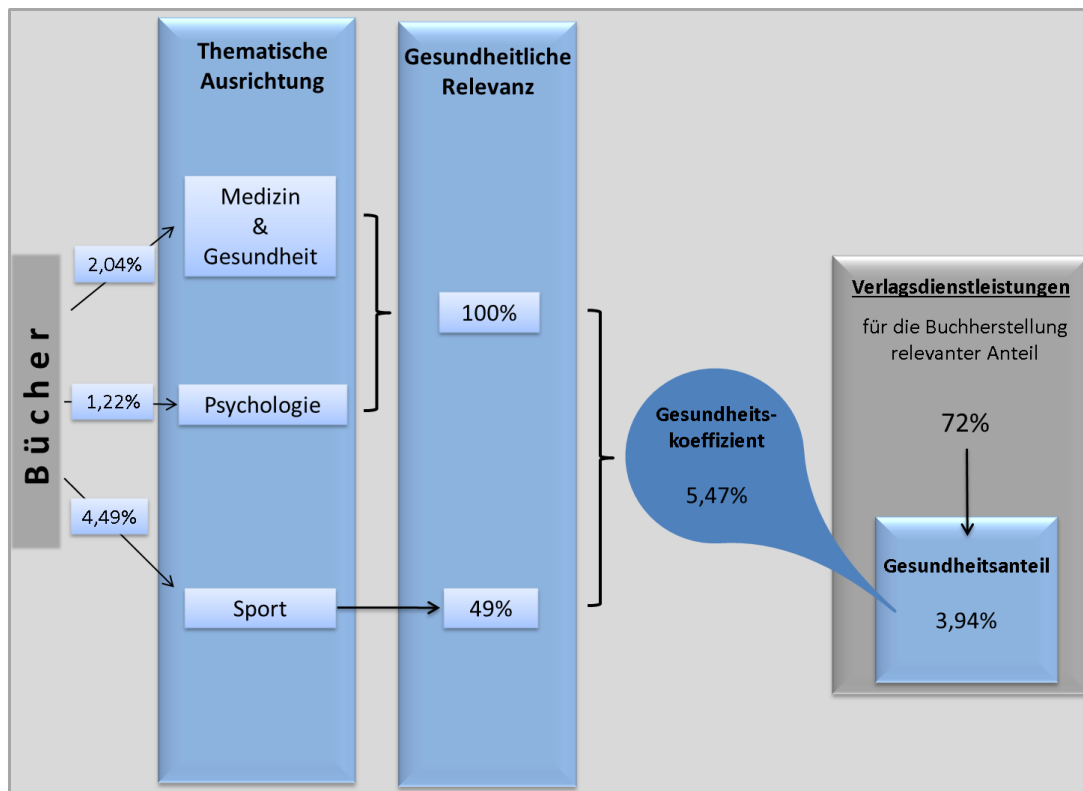 Thematische
Ausrichtung
Gesundheitliche
Relevanz
Bücher
2,04%
1,22%
4,49%
Medizin
&
Gesundheit
Psychologie
Sport
100%
49%
Gesundheits-
koeffizient
5,47%
Verlagsdienstleistungen
für die Buchherstellung
relevanter Anteil
72%
Gesundheitsanteil
3,94%